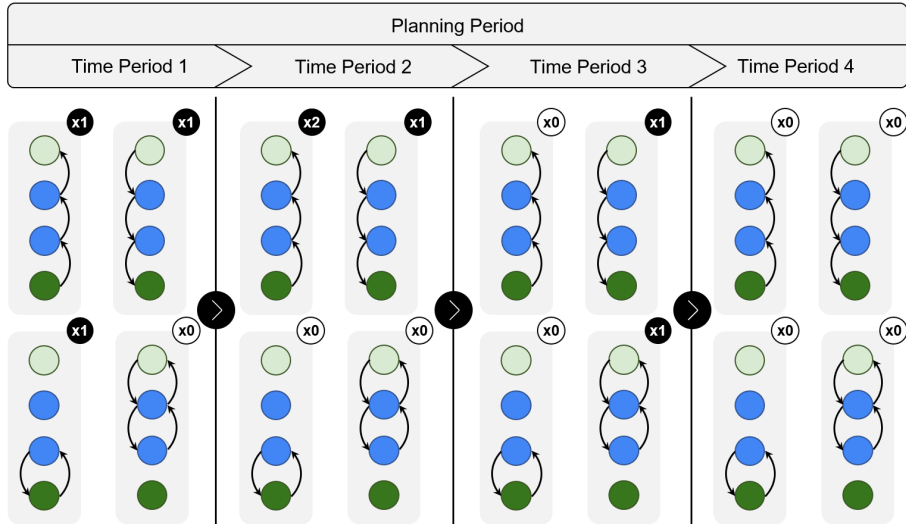 Planning Period
Time Period 1
Time Period 2
Time Period 3
Time Period 4
x1
x1
x2
x1
x0
x1
x0
x0
x1
x0
x0
x0
x0
x1
x0
x0